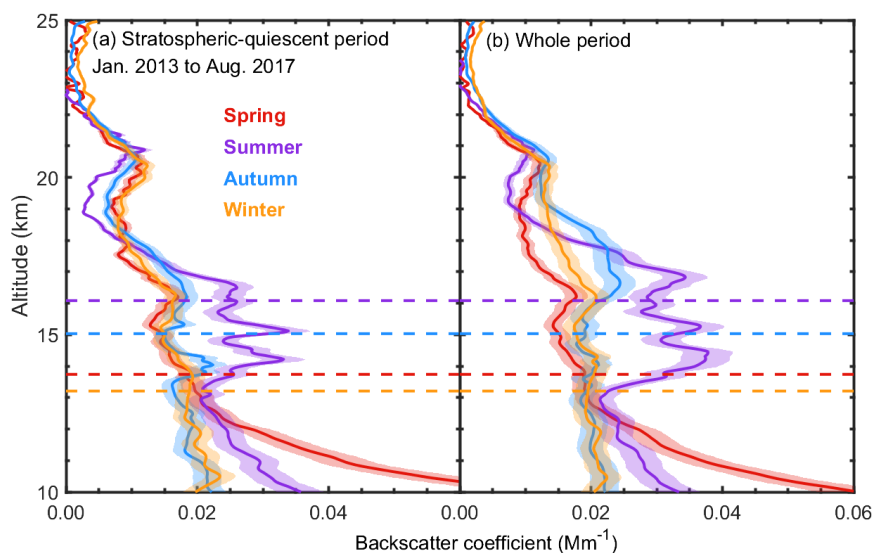 (a) Stratospheric-quiescent period
Jan. 2013 to Aug. 2017
(b) Whole period
Spring
Summer
Autumn
Winter
Altitude (km)
25
20
15
10
0.00
0.02
0.04
0.00
0.02
0.04
0.06
Backscatter coefficient (Mm⁻¹)